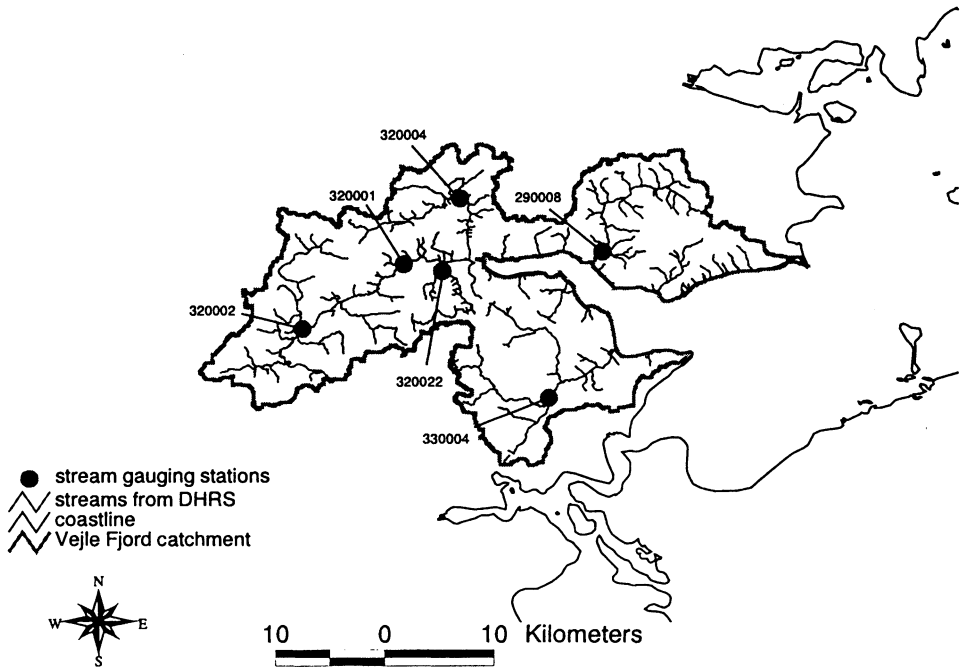 320004
320001
290008
320002
320022
330004
stream gauging stations
streams from DHRS
coastline
Vejle Fjord catchment
N
W E
S
10 0 10 Kilometers